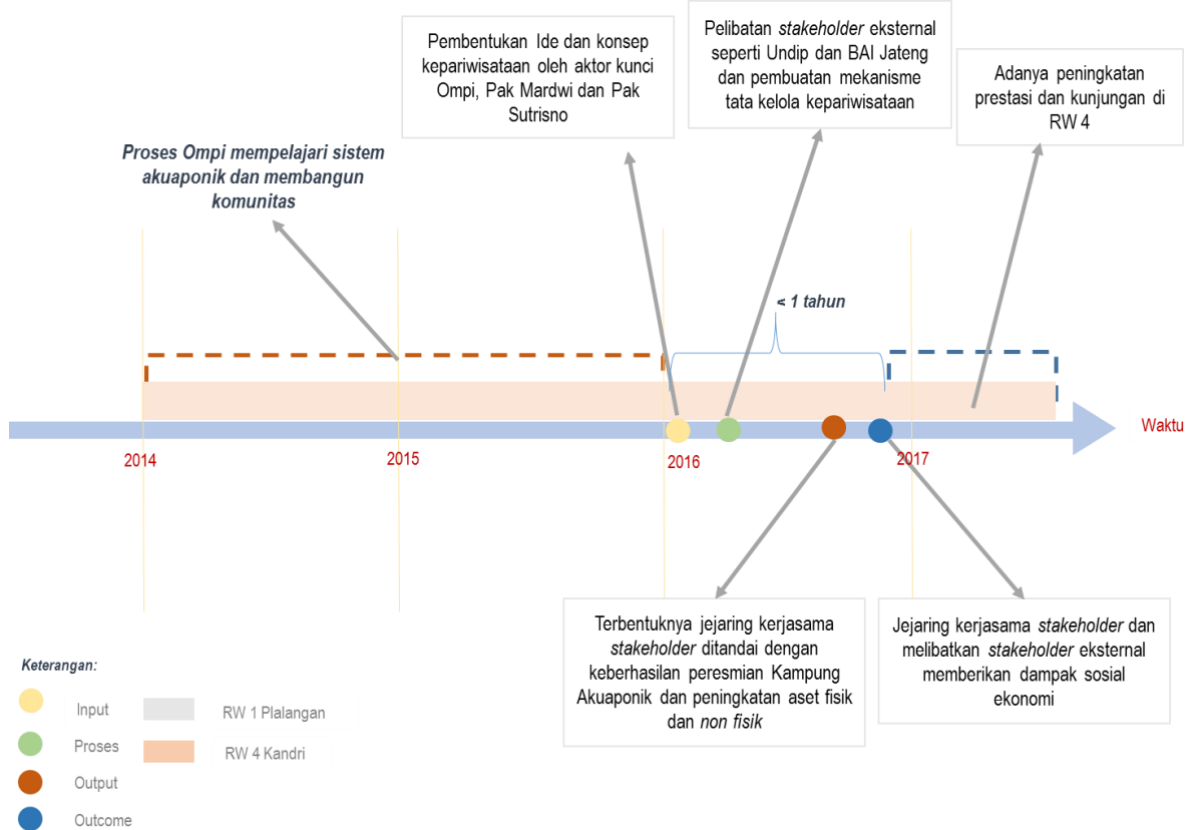 Pembentukan Ide dan konsep
kepariwisataan oleh aktor kunci
Ompi, Pak Mardwi dan Pak
Sutrisno
Pelibatan stakeholder eksternal
seperti Undip dan BAI Jateng
dan pembuatan mekanisme
tata kelola kepariwisataan
Adanya peningkatan
prestasi dan kunjungan di
RW 4
Proses Ompi mempelajari sistem
akuaponik dan membangun
komunitas
< 1 tahun
Waktu
2014
2015
2016
2017
Terbentuknya jejaring kerjasama
stakeholder ditandai dengan
keberhasilan peresmian Kampung
Akuaponik dan peningkatan aset fisik
dan non fisik
Jejaring kerjasama stakeholder dan
melibatkan stakeholder eksternal
memberikan dampak sosial
ekonomi
Keterangan:
Input
RW 1 Plalangan
Proses
RW 4 Kandri
Output
Outcome